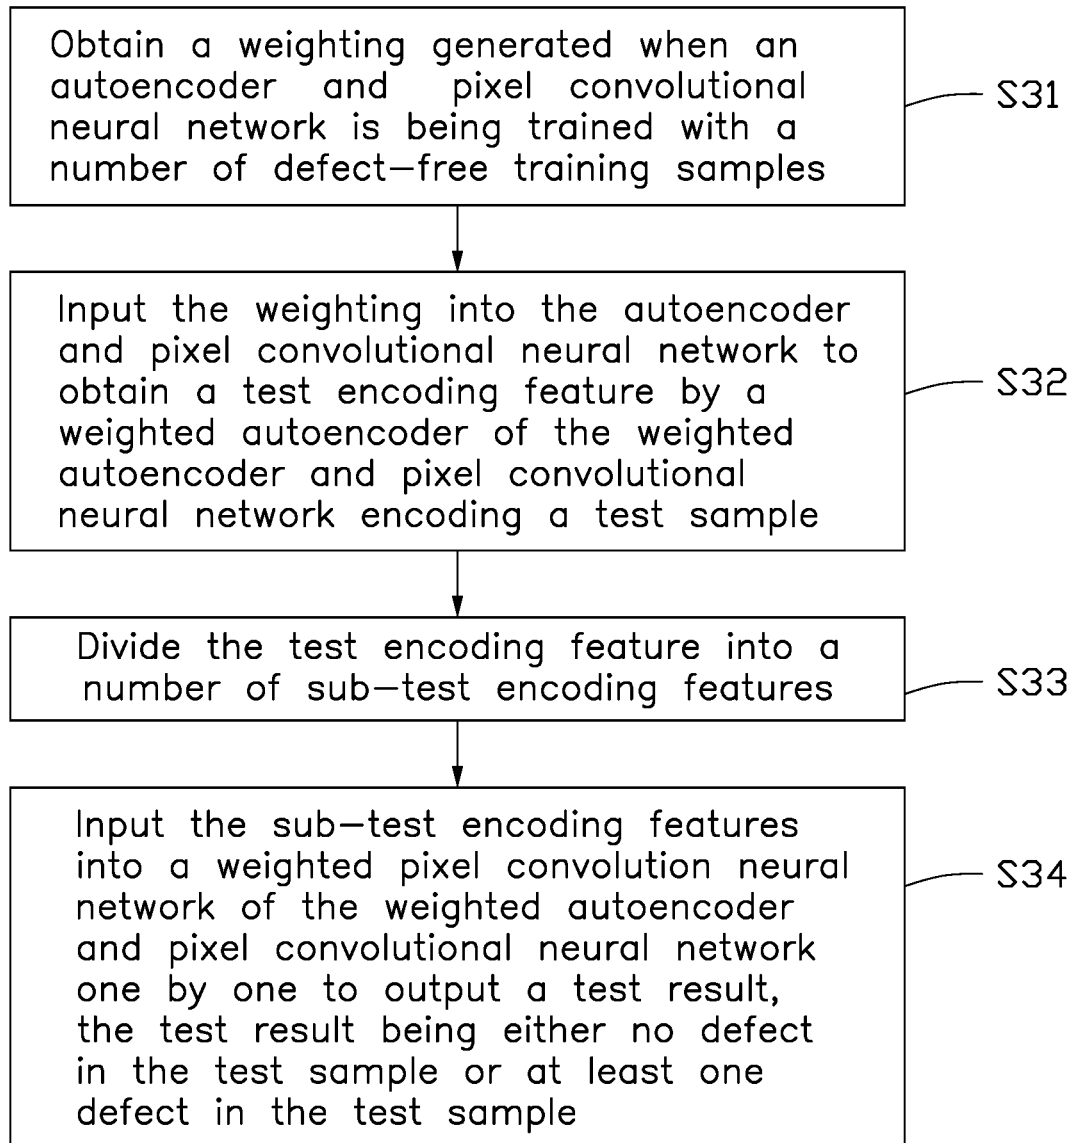 Obtain a weighting generated when an
autoencoder and pixel convolutional
neural network is being trained with a
number of defect-free training samples
S31
Input the weighting into the autoencoder
and pixel convolutional neural network to
obtain a test encoding feature by a
weighted autoencoder of the weighted
autoencoder and pixel convolutional
neural network encoding a test sample
S32
Divide the test encoding feature into a
number of sub-test encoding features
S33
Input the sub-test encoding features
into a weighted pixel convolution neural
network of the weighted autoencoder
and pixel convolutional neural network
one by one to output a test result,
the test result being either no defect
in the test sample or at least one
defect in the test sample
S34